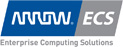 ARROW ECS
Enterprise Computing Solutions